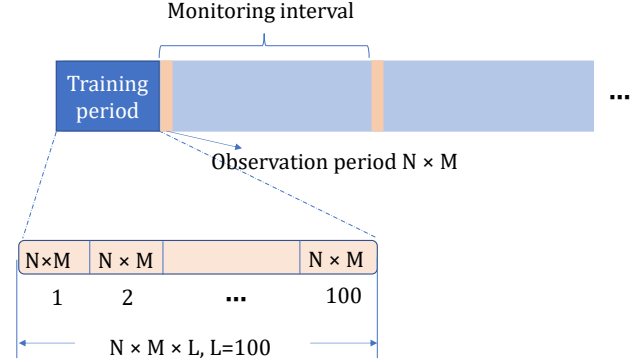 Monitoring interval
Training
period
...
Observation period N × M
N×M
N × M
N × M
1
2
...
100
N × M × L, L=100